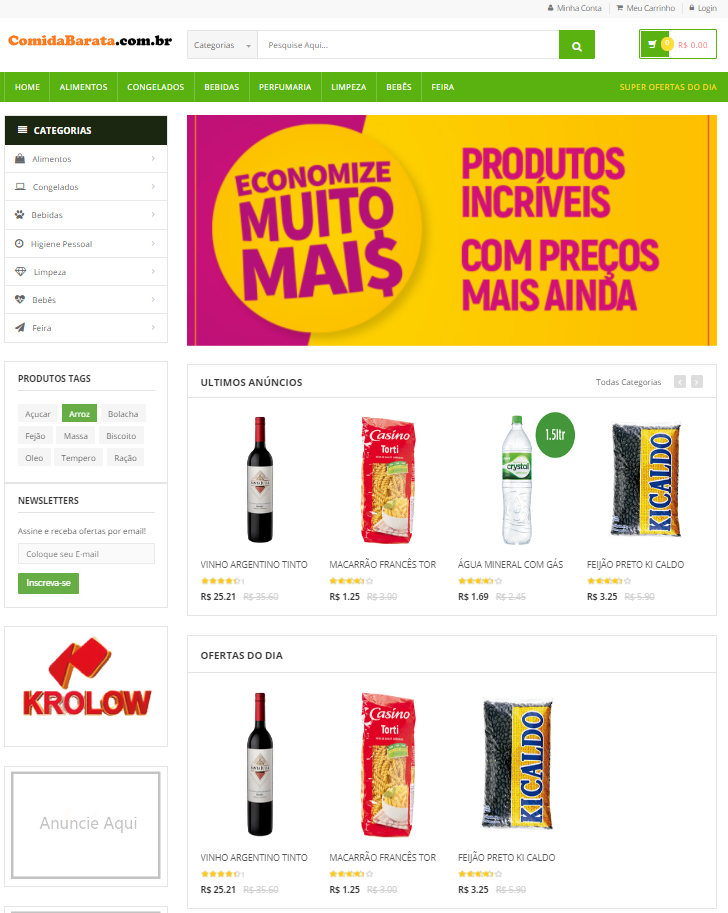 Minha Conta
Meu Carrinho
Login
ComidaBarata.com.br
Categorias
Pesquise Aqui...
0
R$ 0.00
HOME
ALIMENTOS
CONGELADOS
BEBIDAS
PERFUMARIA
LIMPEZA
BEBÊS
FEIRA
SUPER OFERTAS DO DIA
CATEGORIAS
Alimentos
Congelados
Bebidas
Higiene Pessoal
Limpeza
Bebês
Feira
ECONOMIZE
MUITO
MAI$
PRODUTOS
INCRÍVEIS
COM PREÇOS
MAIS AINDA
PRODUTOS TAGS
Açucar Arroz Bolacha
Fejão Massa Biscoito
Oleo Tempero Ração
NEWSLETTERS
Assine e receba ofertas por email!
Coloque seu E-mail
Inscreva-se
KROLOW
Anuncie Aqui
ULTIMOS ANÚNCIOS
Todas Categorias
Casino
Torti
crystal
1.5ltr
KICALDO
VINHO ARGENTINO TINTO
R$ 25.21 R$ 35.60
MACARRÃO FRANCÊS TOR
R$ 1.25 R$ 3.00
ÁGUA MINERAL COM GÁS
R$ 1.69 R$ 2.45
FEIJÃO PRETO KI CALDO
R$ 3.25 R$ 5.90
OFERTAS DO DIA
Casino
Torti
KICALDO
VINHO ARGENTINO TINTO
R$ 25.21 R$ 35.60
MACARRÃO FRANCÊS TOR
R$ 1.25 R$ 3.00
FEIJÃO PRETO KI CALDO
R$ 3.25 R$ 5.90